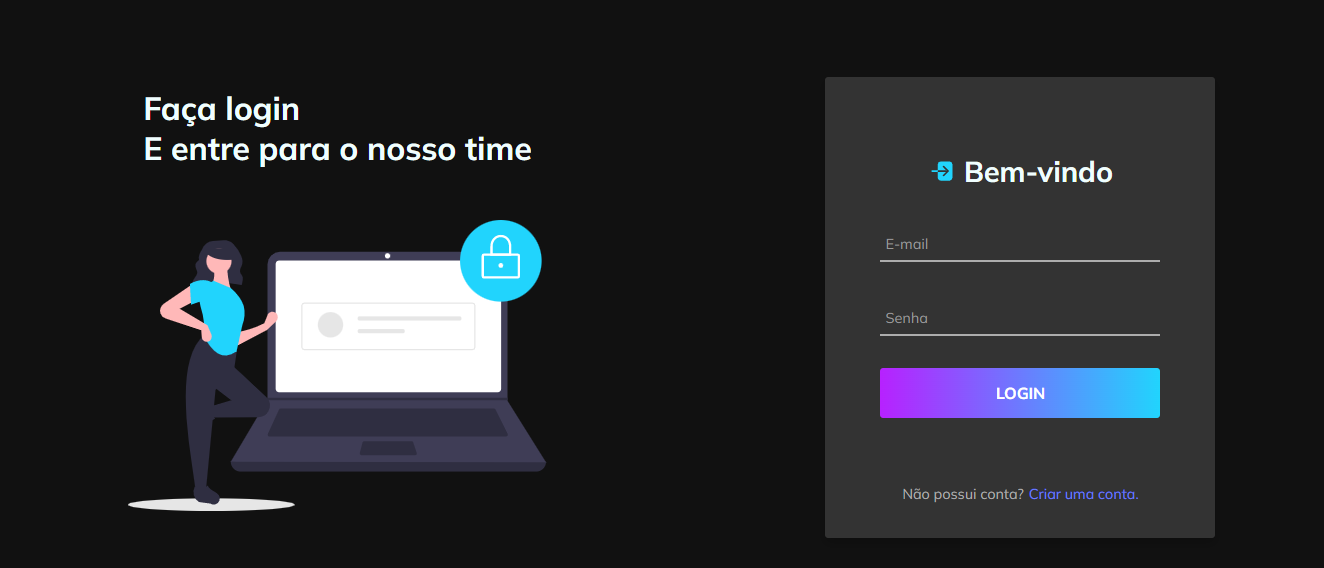 Faça login
E entre para o nosso time
Bem-vindo
E-mail
Senha
LOGIN
Não possui conta? Criar uma conta.